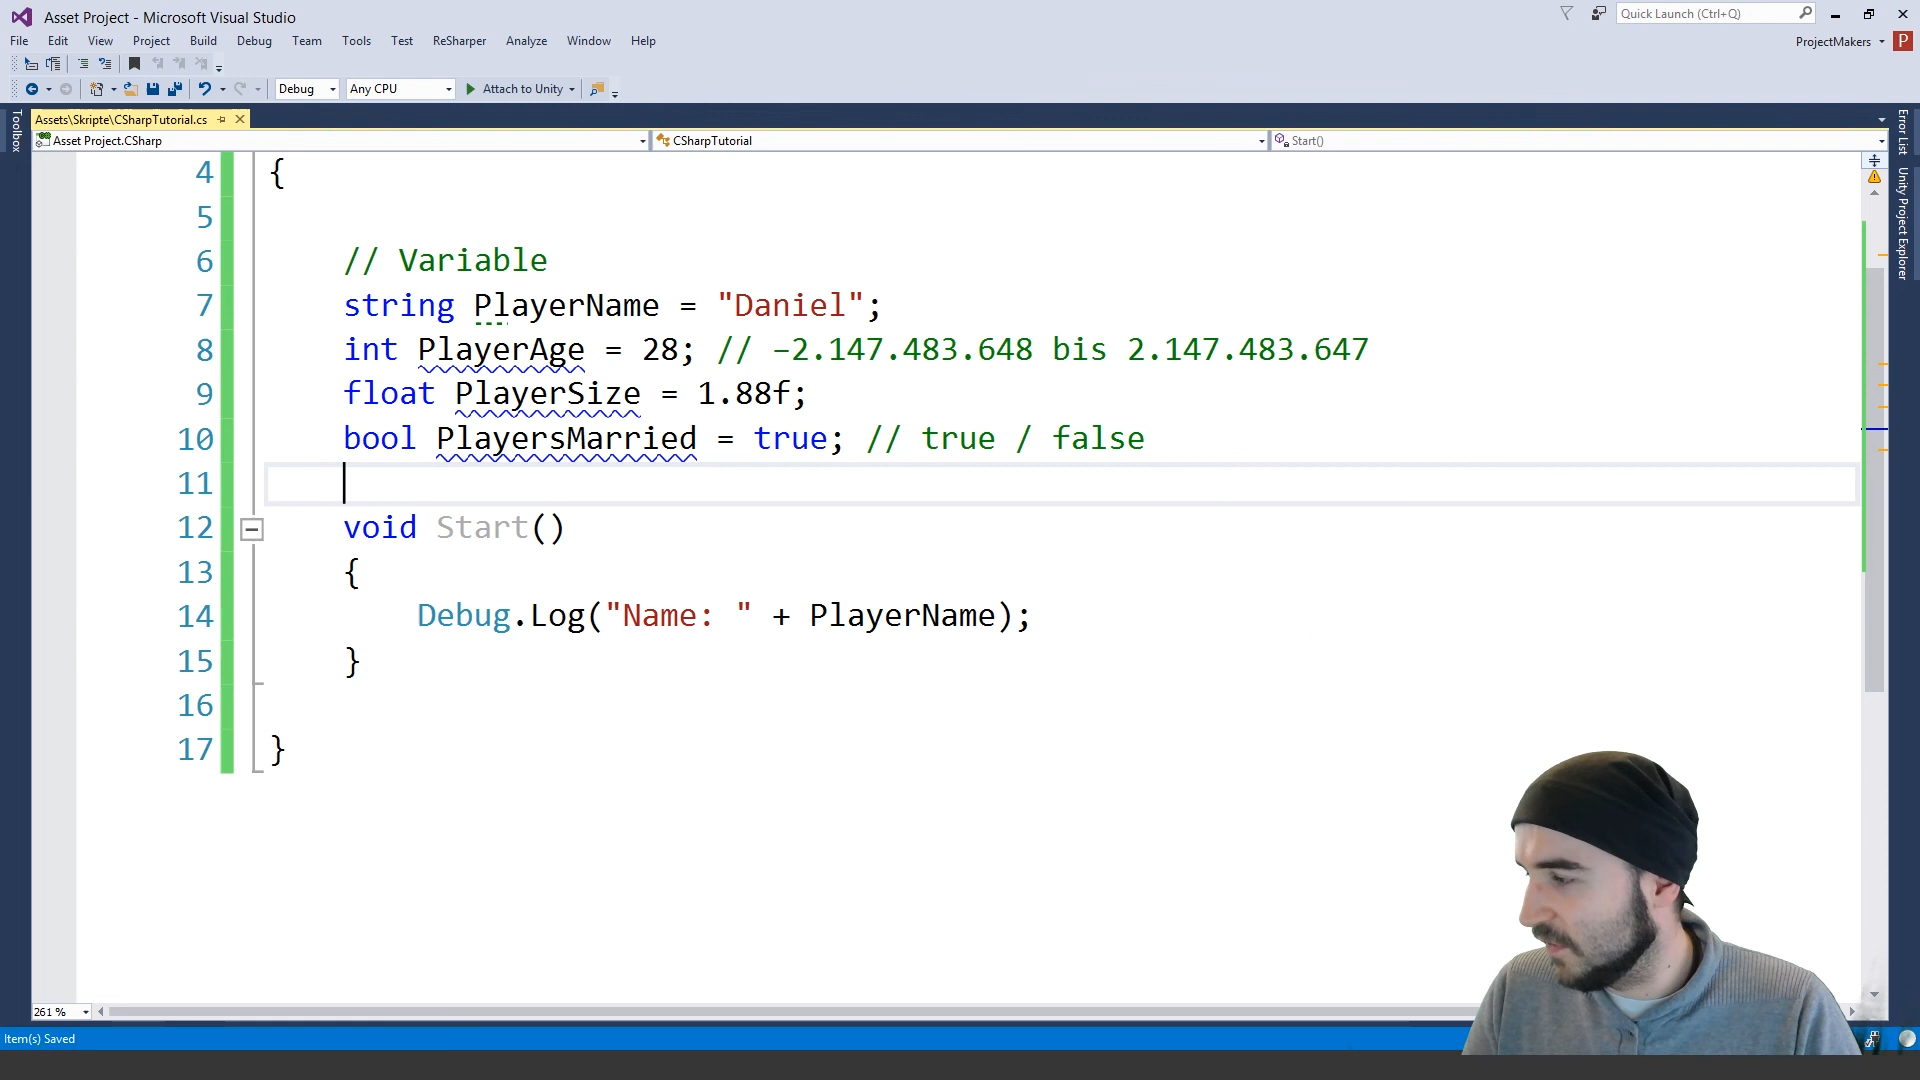 Asset Project - Microsoft Visual Studio
Quick Launch (Ctrl+Q)
File Edit View Project Build Debug Team Tools Test ReSharper Analyze Window Help
ProjectMakers P
Debug Any CPU Attach to Unity
Assets\Skripte\CSharpTutorial.cs
Asset Project.CSharp CSharpTutorial Start()
Toolbox
Error List
Unity Project Explorer
4 {
5
6 // Variable
7 string PlayerName = "Daniel";
8 int PlayerAge = 28; // −2.147.483.648 bis 2.147.483.647
9 float PlayerSize = 1.88f;
10 bool PlayersMarried = true; // true / false
11
12 void Start()
13 {
14 Debug.Log("Name: " + PlayerName);
15 }
16
17 }
261 %
Item(s) Saved